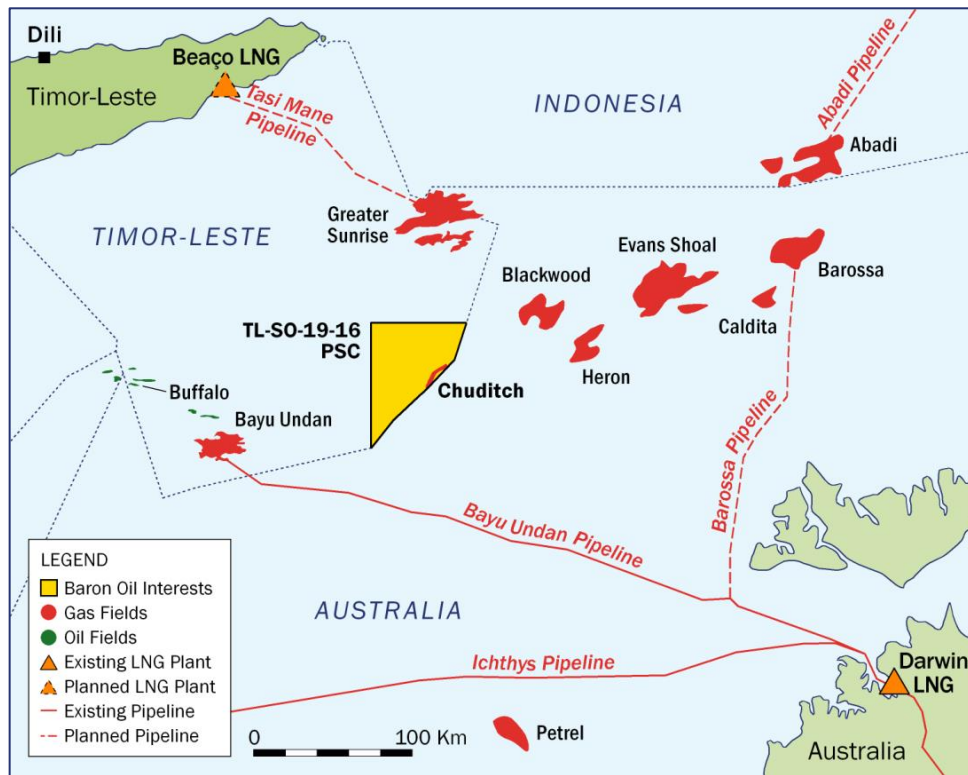 Dili
Beaço LNG
Timor-Leste
Tasi Mane
Pipeline
INDONESIA
Abadi Pipeline
Abadi
Greater
Sunrise
TIMOR-LESTE
Evans Shoal
Blackwood
Barossa
Caldita
Heron
TL-SO-19-16
PSC
Chuditch
Buffalo
Bayu Undan
Barossa Pipeline
Bayu Undan Pipeline
LEGEND
Baron Oil Interests
Gas Fields
Oil Fields
Existing LNG Plant
Planned LNG Plant
Existing Pipeline
Planned Pipeline
AUSTRALIA
Ichthys Pipeline
Darwin
LNG
Petrel
Australia
0
100 Km